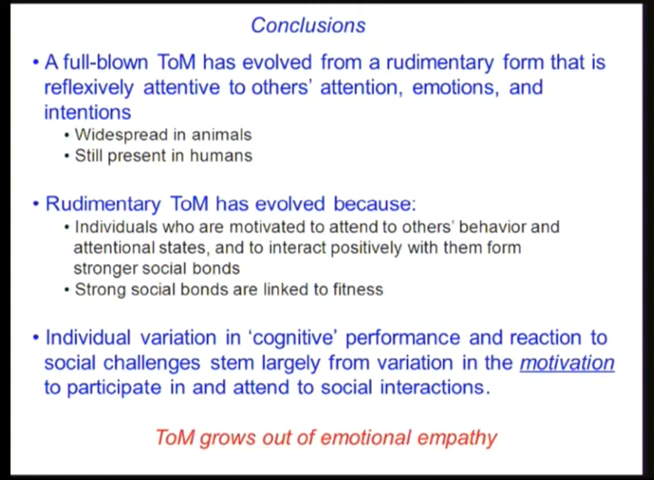 Conclusions
• A full-blown ToM has evolved from a rudimentary form that is
reflexively attentive to others' attention, emotions, and
intentions
• Widespread in animals
• Still present in humans
• Rudimentary ToM has evolved because:
• Individuals who are motivated to attend to others' behavior and
attentional states, and to interact positively with them form
stronger social bonds
• Strong social bonds are linked to fitness
• Individual variation in 'cognitive' performance and reaction to
social challenges stem largely from variation in the motivation
to participate in and attend to social interactions.
ToM grows out of emotional empathy